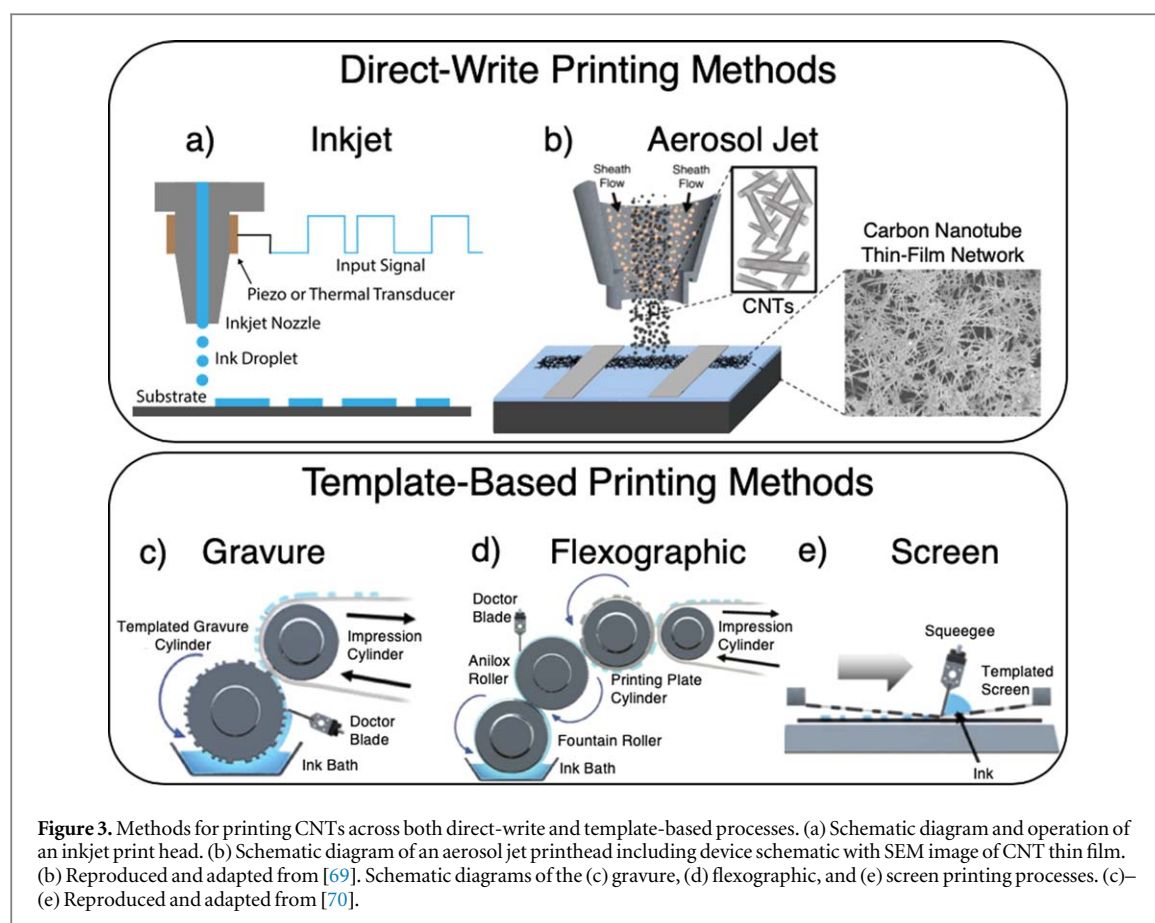 Direct-Write Printing Methods
a) Inkjet
Input Signal
Piezo or Thermal Transducer
Inkjet Nozzle
Ink Droplet
Substrate
b) Aerosol Jet
Sheath
Flow
Sheath
Flow
CNTs
Carbon Nanotube
Thin-Film Network
Template-Based Printing Methods
c) Gravure
Templated Gravure
Cylinder
Impression
Cylinder
Doctor
Blade
Ink Bath
d) Flexographic
Doctor
Blade
Anilox
Roller
Impression
Cylinder
Printing Plate
Cylinder
Fountain Roller
Ink Bath
e) Screen
Squeegee
Templated
Screen
Ink
Figure 3. Methods for printing CNTs across both direct-write and template-based processes. (a) Schematic diagram and operation of
an inkjet print head. (b) Schematic diagram of an aerosol jet printhead including device schematic with SEM image of CNT thin film.
(b) Reproduced and adapted from [69]. Schematic diagrams of the (c) gravure, (d) flexographic, and (e) screen printing processes. (c)–
(e) Reproduced and adapted from [70].